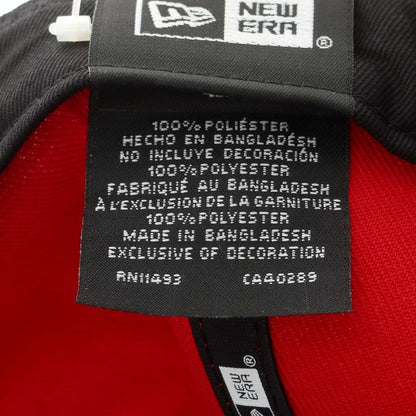 NEW
ERA
®
100% POLIÉSTER
HECHO EN BANGLADÉSH
NO INCLUYE DECORACIÓN
100% POLYESTER
FABRIQUÉ AU BANGLADESH
À L'EXCLUSION DE LA GARNITURE
100% POLYESTER
MADE IN BANGLADESH
EXCLUSIVE OF DECORATION
RN11493 CA40289
NEW
ERA
®